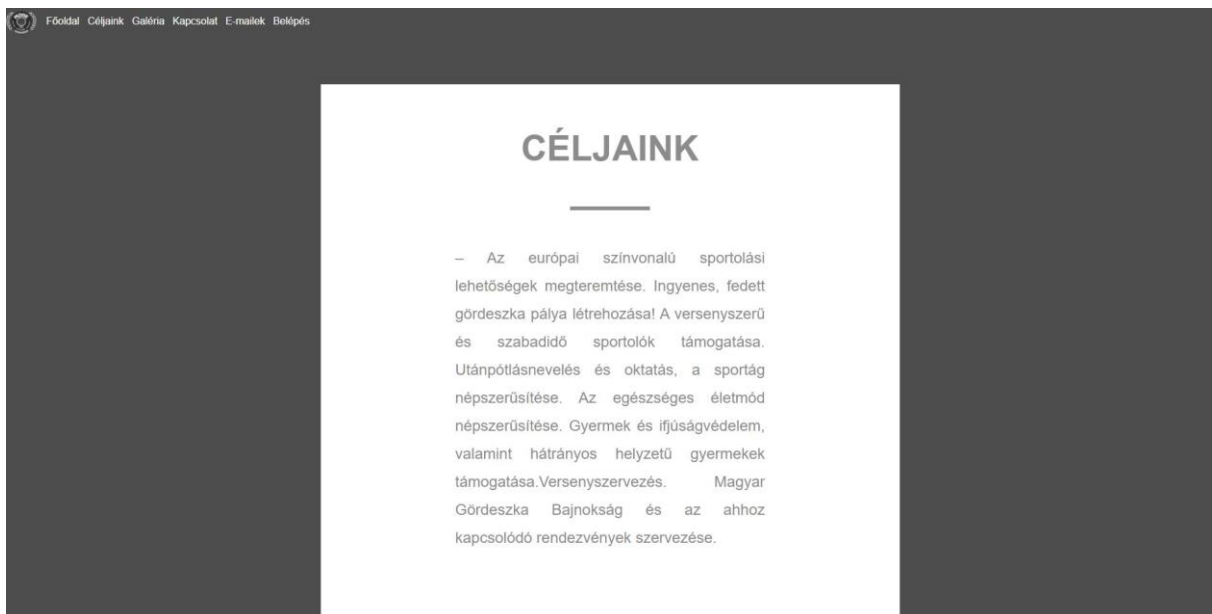 Főoldal Céljaink Galéria Kapcsolat E-mailek Belépés
CÉLJAINK
– Az európai színvonalú sportolási
lehetőségek megteremtése. Ingyenes, fedett
gördeszka pálya létrehozása! A versenyszerű
és szabadidő sportolók támogatása.
Utánpótlásnevelés és oktatás, a sportág
népszerűsítése. Az egészséges életmód
népszerűsítése. Gyermek és ifjúságvédelem,
valamint hátrányos helyzetű gyermekek
támogatása.Versenyszervezés. Magyar
Gördeszka Bajnokság és az ahhoz
kapcsolódó rendezvények szervezése.